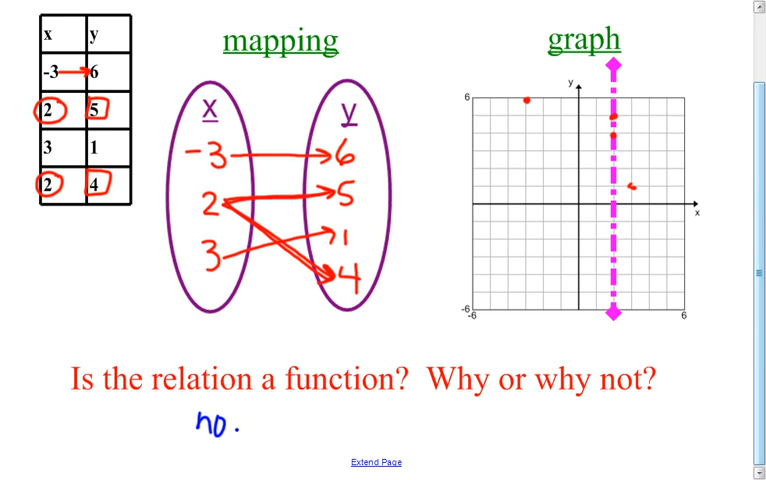 x y
-3 6
2 5
3 1
2 4
mapping
x y
-3 6
2 5
3 1
4
graph
y
6
x
-6
-6 6
Is the relation a function? Why or why not?
no.
Extend Page